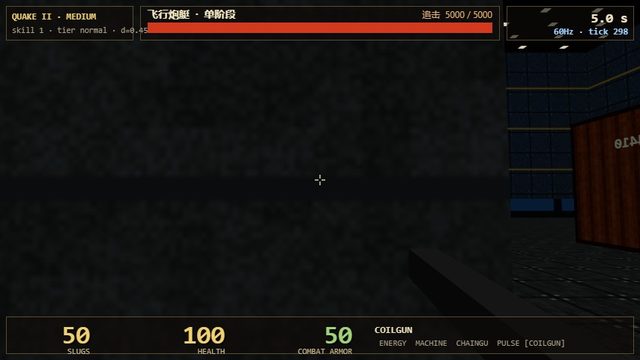 QUAKE II - MEDIUM
skill 1 · tier normal · d=0.45
飞行炮艇 · 单阶段
追击 5000 / 5000
5.0 s
60Hz · tick 298
410
50
SLUGS
100
HEALTH
50
COMBAT ARMOR
COILGUN
ENERGY MACHINE CHAINGU PULSE [COILGUN]